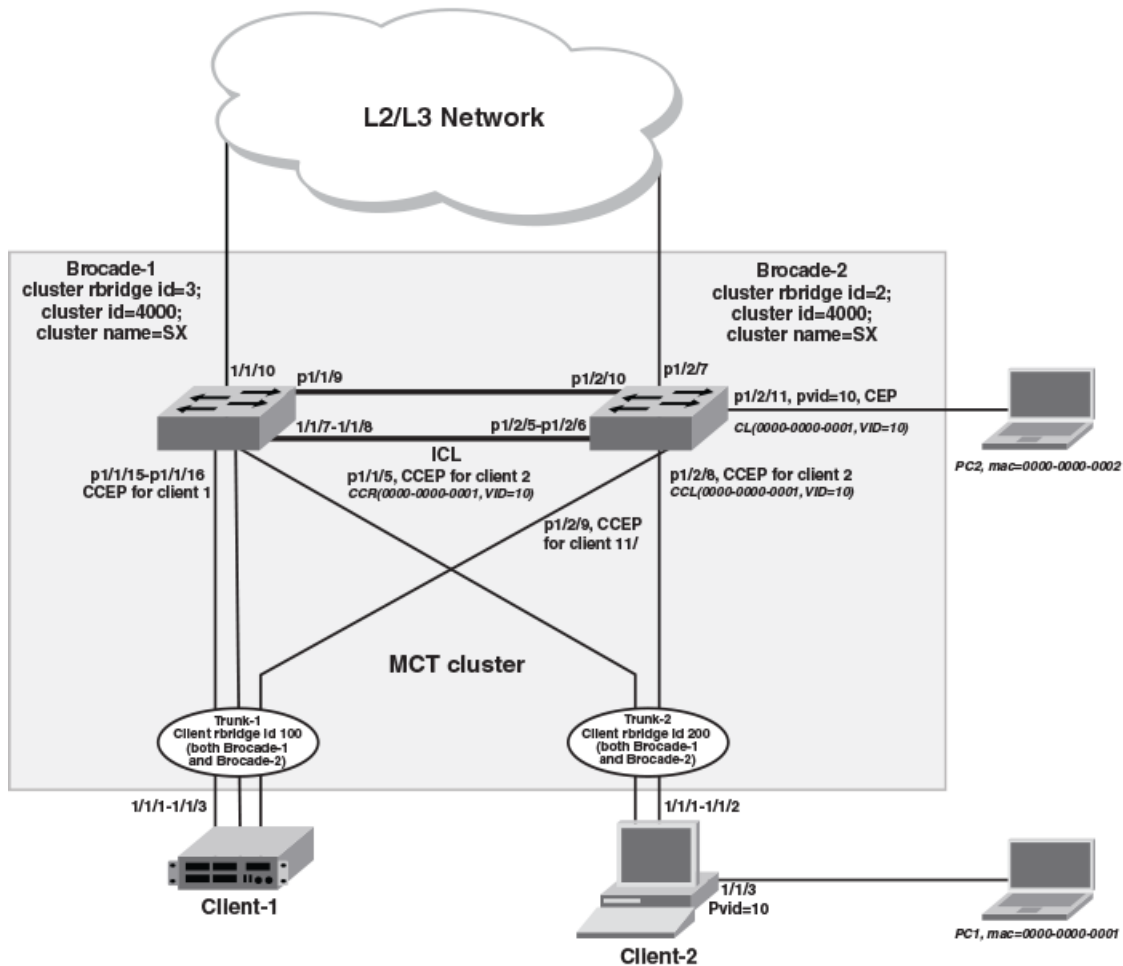 L2/L3 Network
Brocade-1
cluster rbridge id=3;
cluster id=4000;
cluster name=SX
Brocade-2
cluster rbridge id=2;
cluster id=4000;
cluster name=SX
1/1/10
p1/1/9
p1/2/10
p1/2/7
p1/2/11, pvid=10, CEP
CL(0000-0000-0001, VID=10)
PC2, mac=0000-0000-0002
1/1/7-1/1/8
p1/2/5-p1/2/6
ICL
p1/1/15-p1/1/16
CCEP for client 1
p1/1/5, CCEP for client 2
CCR(0000-0000-0001, VID=10)
p1/2/8, CCEP for client 2
CCL(0000-0000-0001, VID=10)
p1/2/9, CCEP
for client 11/
MCT cluster
Trunk-1
Client rbridge id 100
(both Brocade-1
and Brocade-2)
Trunk-2
Client rbridge id 200
(both Brocade-1
and Brocade-2)
1/1/1-1/1/3
1/1/1-1/1/2
Client-1
1/1/3
Pvid=10
Client-2
PC1, mac=0000-0000-0001